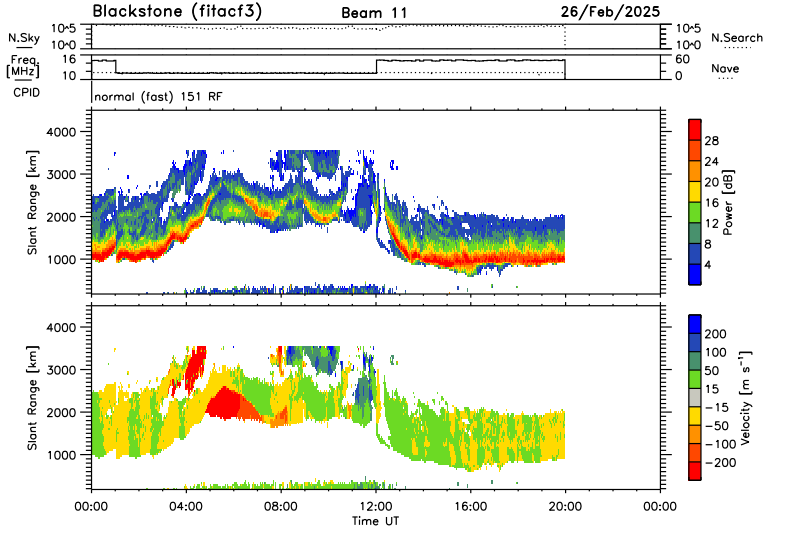 Blackstone (fitacf3) Beam 11 26/Feb/2025
N.Sky 10^5 10^0 10^5 10^0 N.Search
Freq. [MHz] 16 10 60 0 Nave
CPID normal (fast) 151 RF
4000
3000
2000
1000
Slant Range [km]
28
24
20
16
12
8
4
Power [dB]
4000
3000
2000
1000
Slant Range [km]
200
100
50
15
-15
-50
-100
-200
Velocity [m s⁻¹]
00:00 04:00 08:00 12:00 16:00 20:00 00:00
Time UT